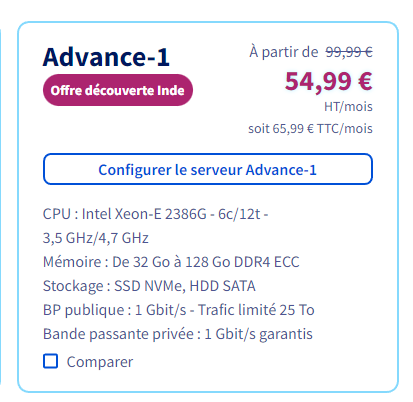 Advance-1
À partir de 99,99 €
Offre découverte Inde
54,99 €
HT/mois
soit 65,99 € TTC/mois
Configurer le serveur Advance-1
CPU : Intel Xeon-E 2386G - 6c/12t -
3,5 GHz/4,7 GHz
Mémoire : De 32 Go à 128 Go DDR4 ECC
Stockage : SSD NVMe, HDD SATA
BP publique : 1 Gbit/s - Trafic limité 25 To
Bande passante privée : 1 Gbit/s garantis
Comparer